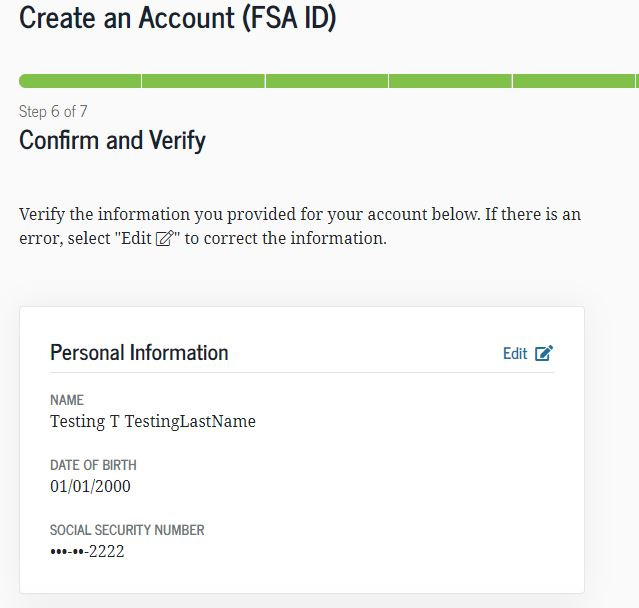 Create an Account (FSA ID)
Step 6 of 7
Confirm and Verify
Verify the information you provided for your account below. If there is an
error, select "Edit " to correct the information.
Personal Information
Edit
NAME
Testing T TestingLastName
DATE OF BIRTH
01/01/2000
SOCIAL SECURITY NUMBER
•••-••-2222